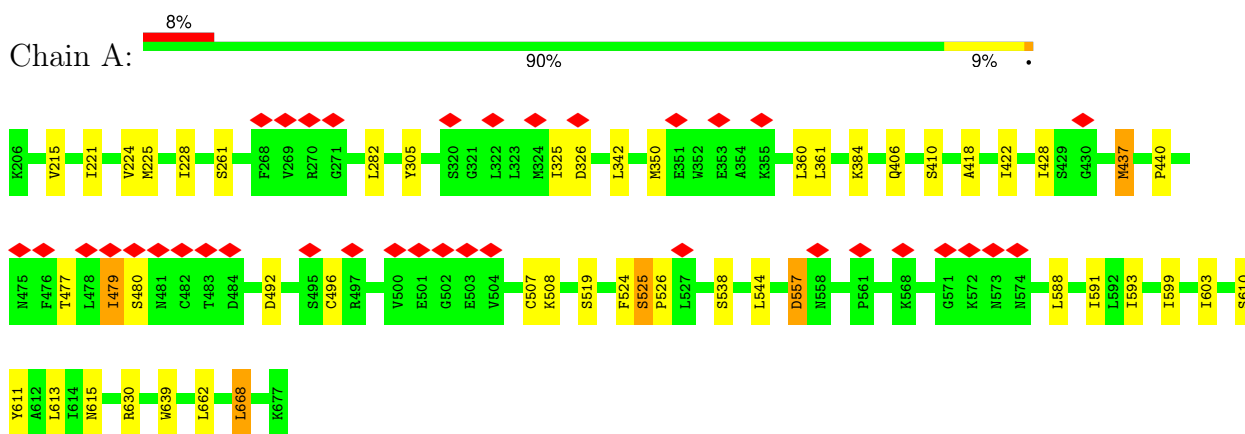 8%
Chain A:
90% 9% •
K206 V215 I221 V224 M225 I228 S261 F268 V269 R270 G271 L282 Y305 S320 G321 L322 L323 M324 I325 D326 L342 M350 E351 W352 E353 A354 K355 L360 L361 K384 Q406 S410 A418 I422 I428 S429 G430 M437 P440
N475 F476 T477 L478 I479 S480 N481 C482 T483 D484 D492 S495 C496 R497 V500 E501 G502 E503 V504 C507 K508 S519 F524 S525 P526 L527 S538 L544 D557 N558 P561 K568 G571 K572 N573 N574 L588 I591 L592 I593 I599 I603 S610
Y611 A612 L613 I614 N615 R630 W639 L662 L668 K677